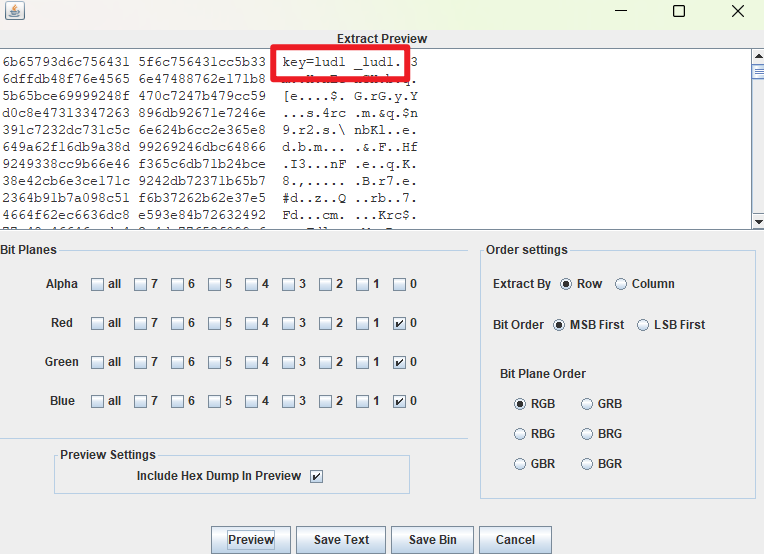 Extract Preview
6b65793d6c756431 5f6c756431cc5b33 key=lud1 _lud1.[3
6dffdb48f76e4565 6e47488762e171b8
5b65bce69999248f 470c7247b479cc59 [e....$. G.rG.y.Y
d0c8e47313347263 896db92671e7246e ...s.4rc .m.&q.$n
391c7232dc731c5c 6e624b6cc2e365e8 9.r2.s.\ nbKl..e.
649a62f16db9a38d 99269246dbc64866 d.b.m... .&.F..Hf
9249338cc9b66e46 f365c6db71b24bce .I3...nF .e..q.K.
38e42cb6e3ce171c 9242db72371b65b7 8.,..... .B.r7.e.
2364b91b7a098c51 f6b37262b62e37e5 #d..z..Q ..rb..7.
4664f62ec6636dc8 e593e84b72632492 Fd...cm. ...Krc$.
Bit Planes
Alpha all 7 6 5 4 3 2 1 0
Red all 7 6 5 4 3 2 1 0
Green all 7 6 5 4 3 2 1 0
Blue all 7 6 5 4 3 2 1 0
Preview Settings
Include Hex Dump In Preview
Order settings
Extract By Row Column
Bit Order MSB First LSB First
Bit Plane Order
RGB GRB
RBG BRG
GBR BGR
Preview Save Text Save Bin Cancel